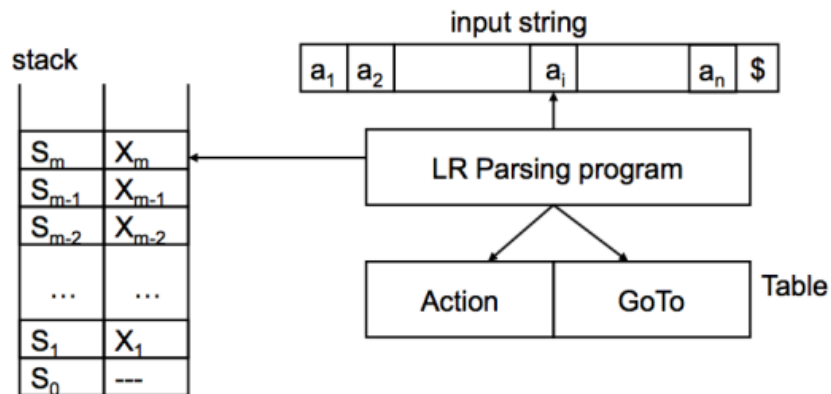 input string
stack
a1 a2 ai an $
Sm Xm
LR Parsing program
Sm-1 Xm-1
Sm-2 Xm-2
... ...
Action GoTo Table
S1 X1
S0 ---